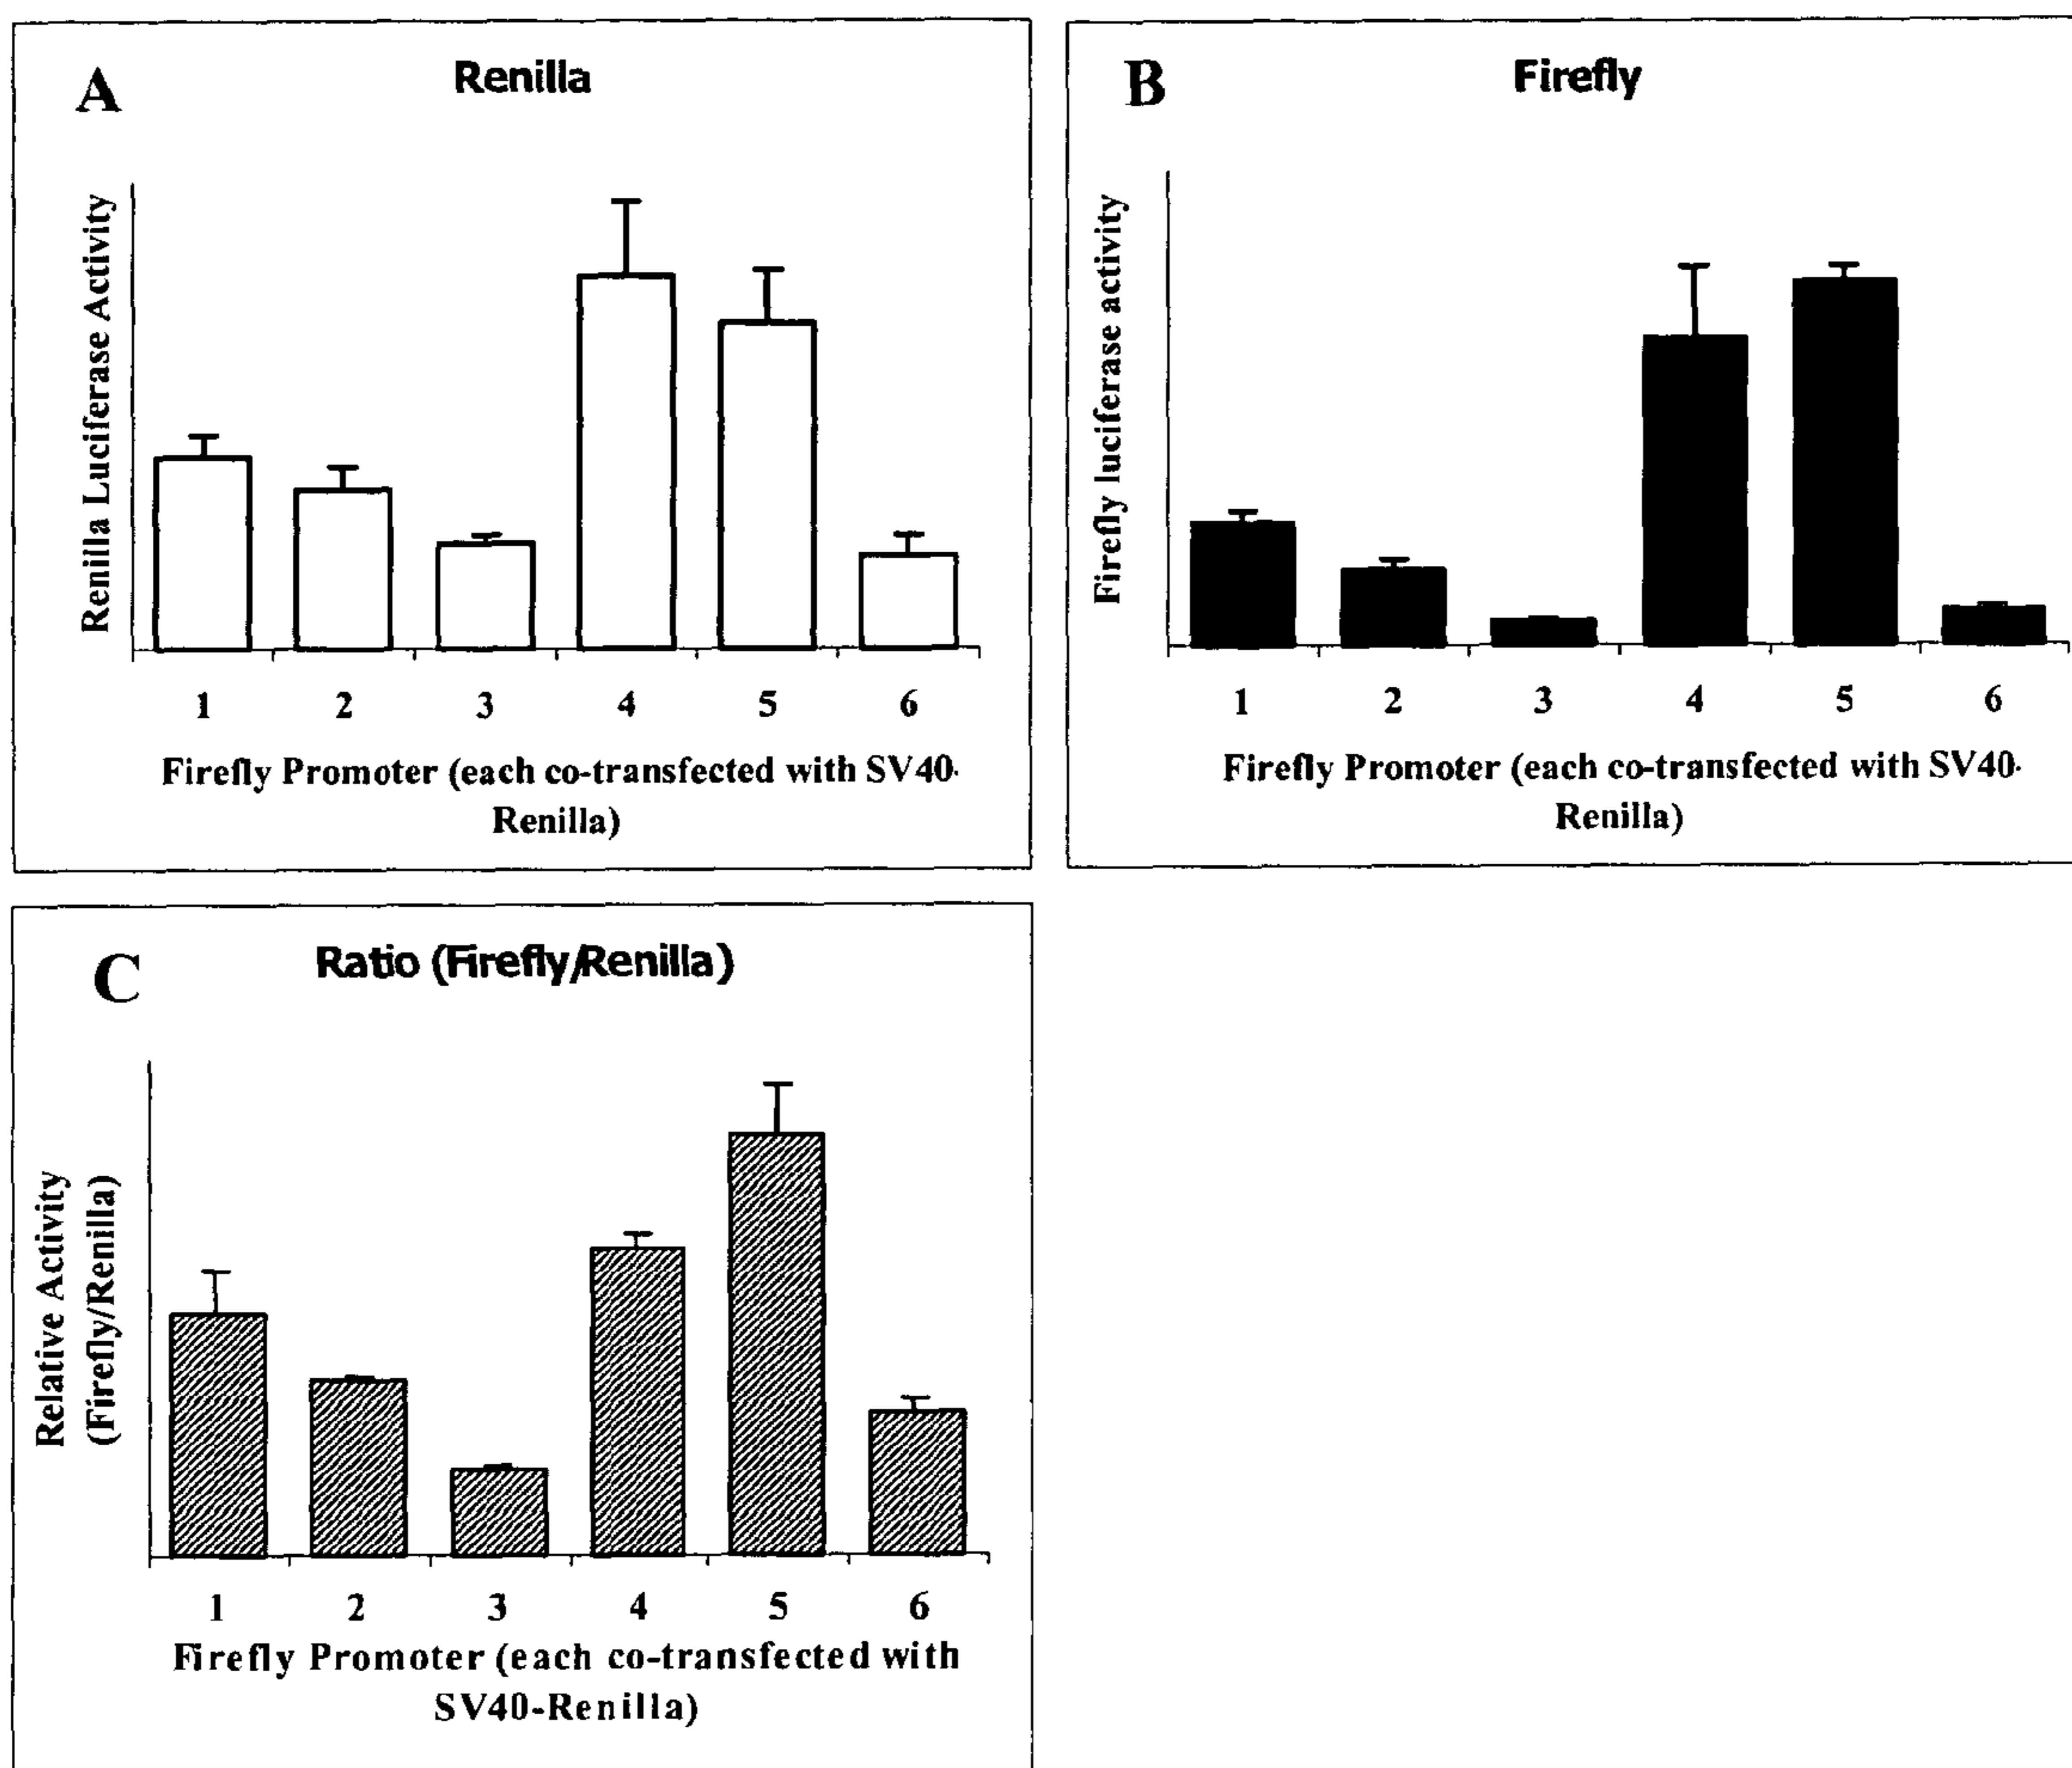 A
Renilla
Renilla Luciferase Activity
1 2 3 4 5 6
Firefly Promoter (each co-transfected with SV40-
Renilla)
B
Firefly
Firefly luciferase activity
1 2 3 4 5 6
Firefly Promoter (each co-transfected with SV40-
Renilla)
C
Ratio (Firefly/Renilla)
Relative Activity
(Firefly/Renilla)
1 2 3 4 5 6
Firefly Promoter (each co-transfected with
SV40-Renilla)